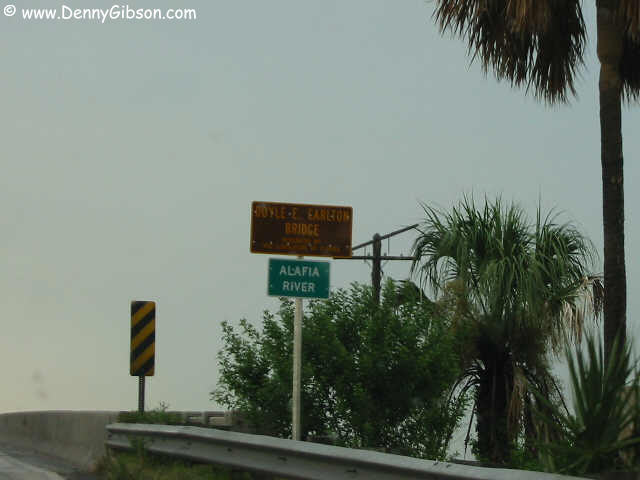 © www.DennyGibson.com
DOYLE E. CARLTON
BRIDGE
ALAFIA
RIVER